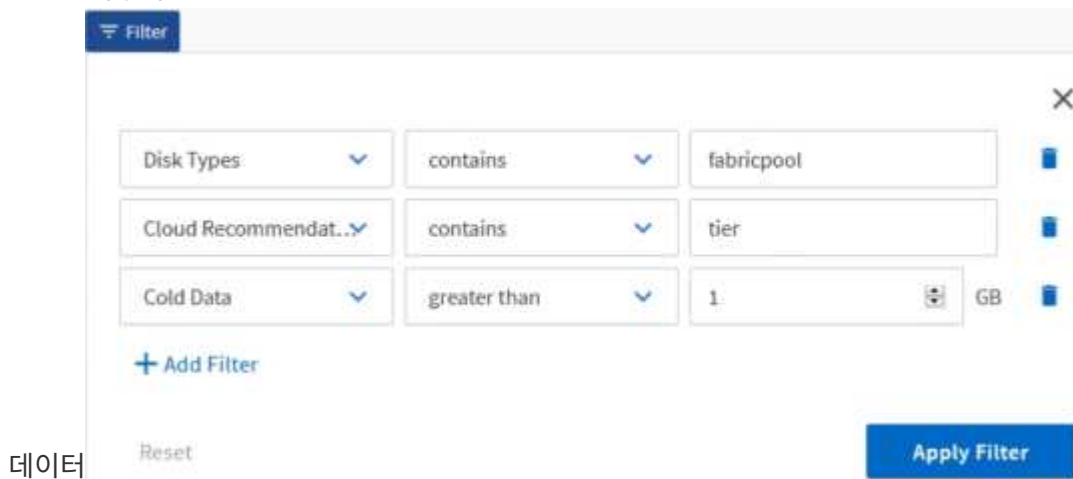 Filter
Disk Types contains fabricpool
Cloud Recommendat... contains tier
Cold Data greater than 1 GB
+ Add Filter
데이터 Reset Apply Filter